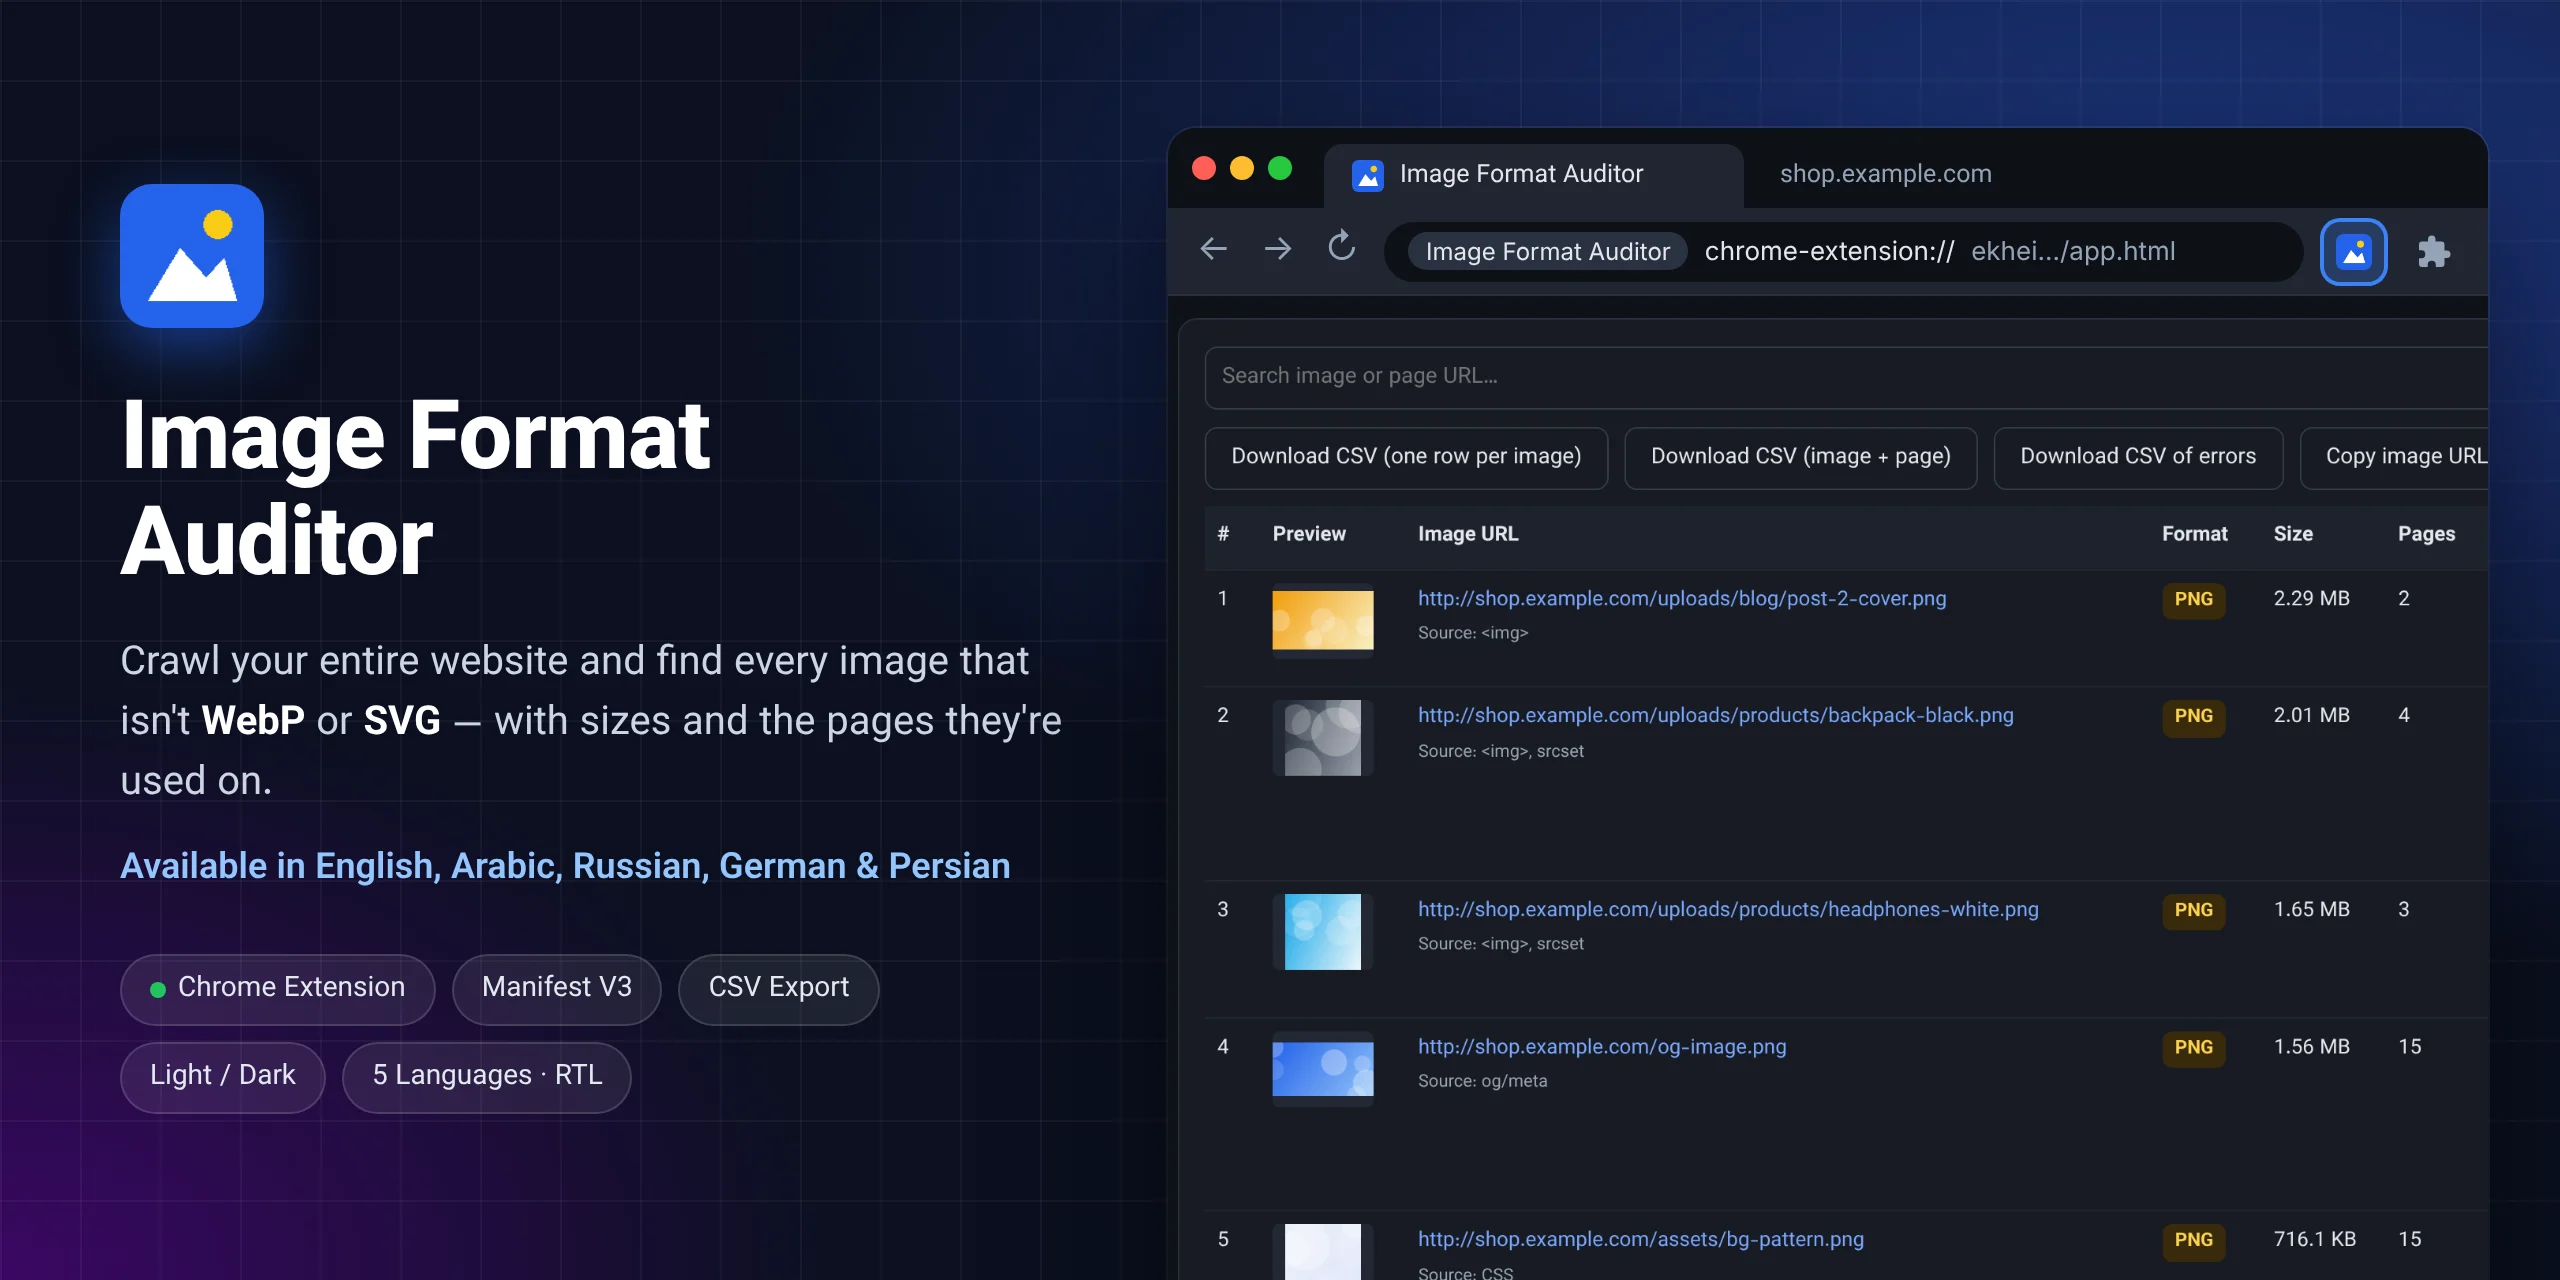 Image Format
Auditor
Crawl your entire website and find every image that
isn't WebP or SVG — with sizes and the pages they're
used on.
Available in English, Arabic, Russian, German & Persian
Chrome Extension
Manifest V3
CSV Export
Light / Dark
5 Languages · RTL
Image Format Auditor
shop.example.com
Image Format Auditor chrome-extension:// ekhei.../app.html
Search image or page URL...
Download CSV (one row per image)
Download CSV (image + page)
Download CSV of errors
Copy image URL
# Preview Image URL Format Size Pages
1 http://shop.example.com/uploads/blog/post-2-cover.png PNG 2.29 MB 2
Source: <img>
2 http://shop.example.com/uploads/products/backpack-black.png PNG 2.01 MB 4
Source: <img>, srcset
3 http://shop.example.com/uploads/products/headphones-white.png PNG 1.65 MB 3
Source: <img>, srcset
4 http://shop.example.com/og-image.png PNG 1.56 MB 15
Source: og/meta
5 http://shop.example.com/assets/bg-pattern.png PNG 716.1 KB 15
Source: CSS